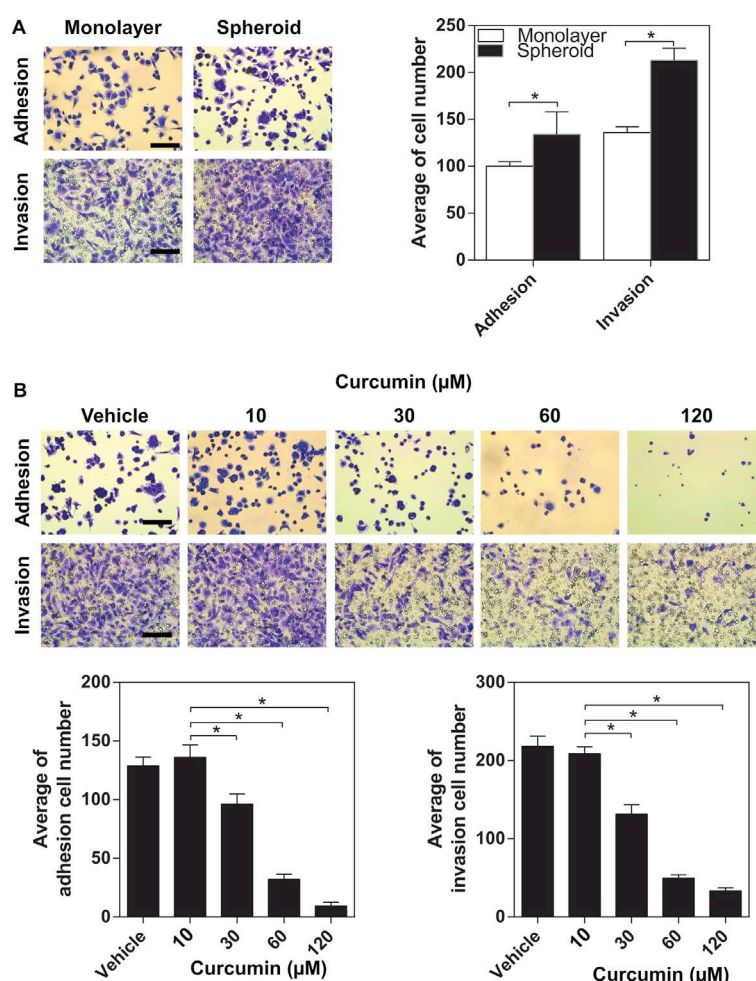 A
Monolayer Spheroid
Adhesion
Invasion
Monolayer
Spheroid
Average of cell number
250
200
150
100
50
0
*
*
Adhesion
Invasion
B
Curcumin (µM)
Vehicle 10 30 60 120
Adhesion
Invasion
Average of
adhesion cell number
200
150
100
50
0
*
*
*
Vehicle 10 30 60 120
Curcumin (µM)
Average of
invasion cell number
300
200
100
0
*
*
*
Vehicle 10 30 60 120
Curcumin (µM)